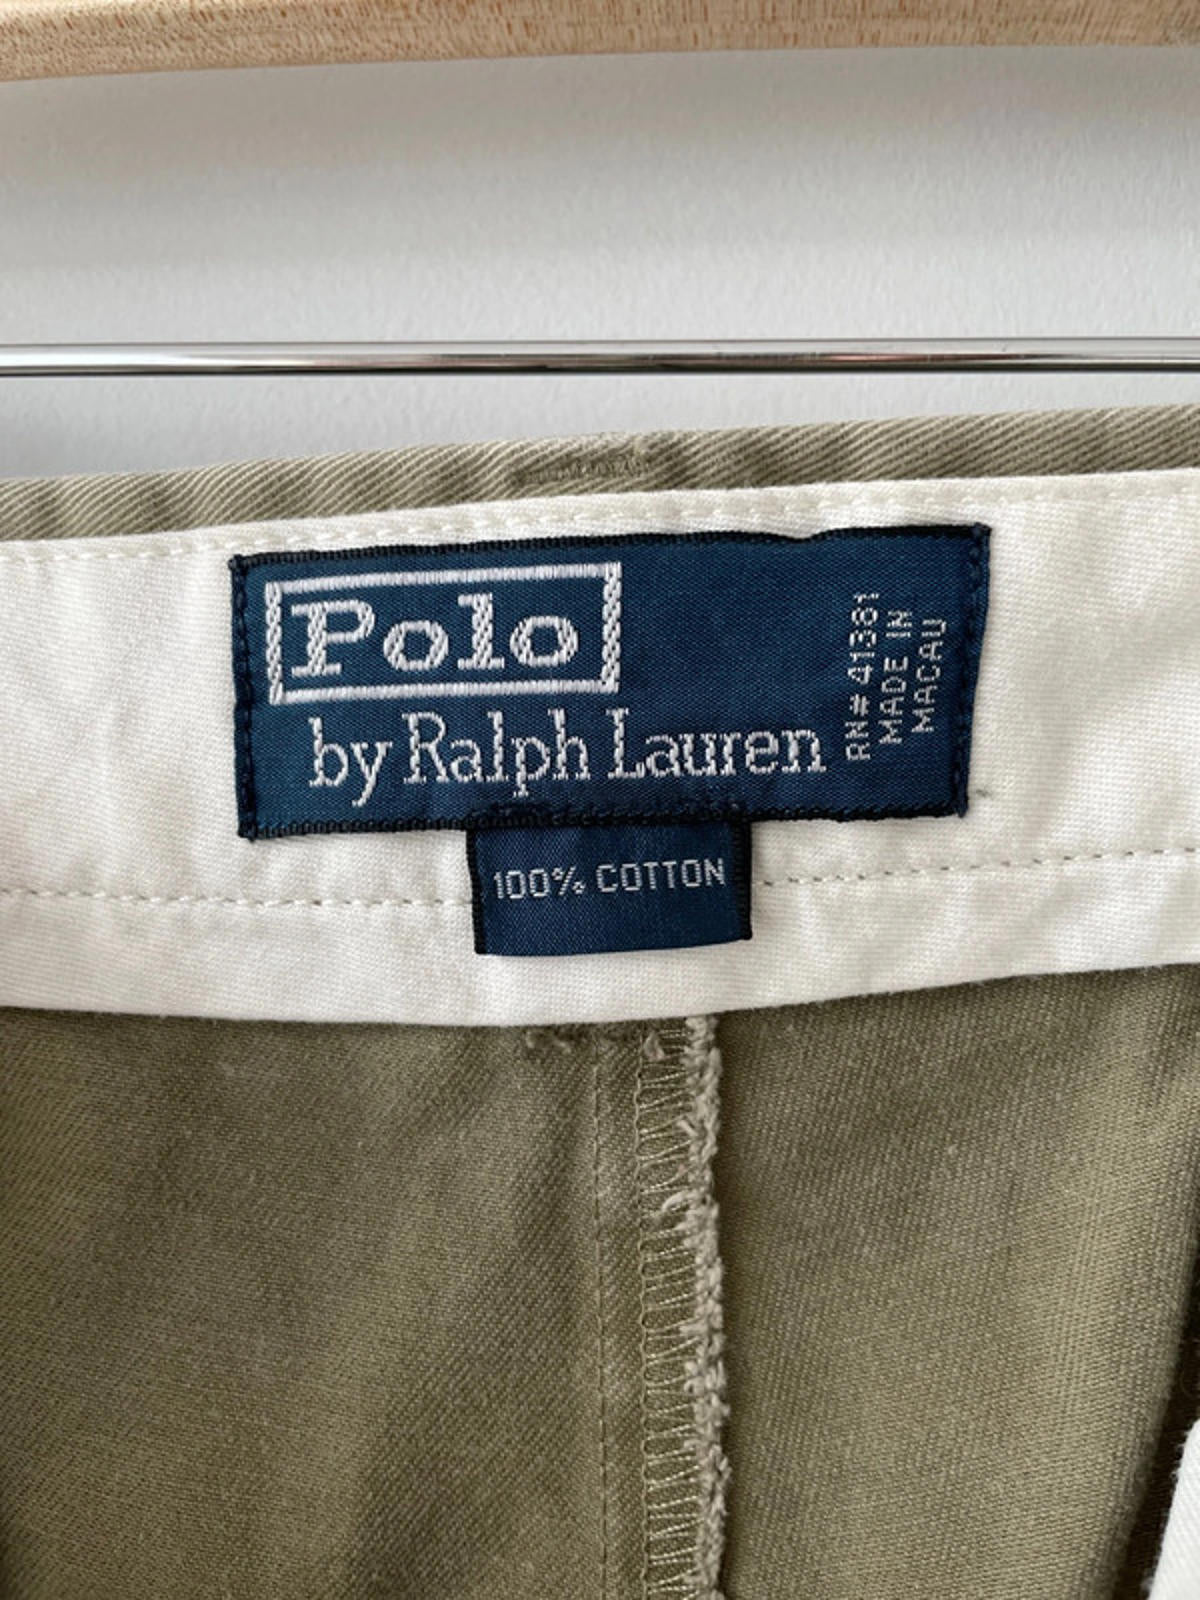 Polo
by Ralph Lauren
RN# 41381
MADE IN
MACAU
100% COTTON